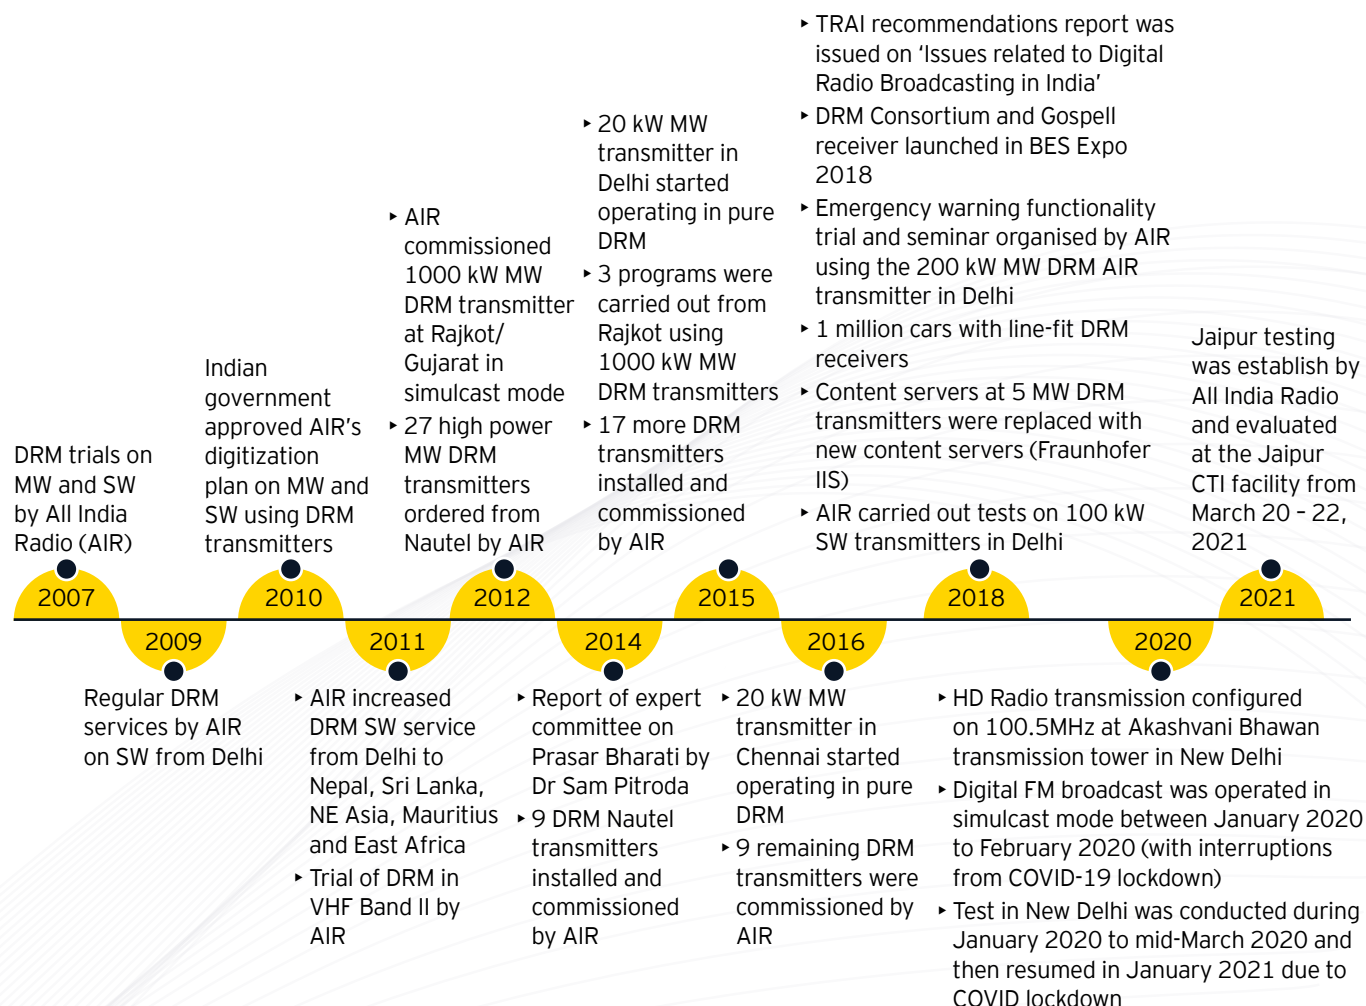 DRM trials on
MW and SW
by All India
Radio (AIR)
2007
2009
Regular DRM
services by AIR
on SW from Delhi
Indian
government
approved AIR’s
digitization
plan on MW and
SW using DRM
transmitters
2010
2011
‣ AIR increased
DRM SW service
from Delhi to
Nepal, Sri Lanka,
NE Asia, Mauritius
and East Africa
‣ Trial of DRM in
VHF Band II by
AIR
‣ AIR
commissioned
1000 kW MW
DRM transmitter
at Rajkot/
Gujarat in
simulcast mode
‣ 27 high power
MW DRM
transmitters
ordered from
Nautel by AIR
2012
2014
‣ Report of expert
committee on
Prasar Bharati by
Dr Sam Pitroda
‣ 9 DRM Nautel
transmitters
installed and
commissioned
by AIR
‣ 20 kW MW
transmitter in
Delhi started
operating in pure
DRM
‣ 3 programs were
carried out from
Rajkot using
1000 kW MW
DRM transmitters
‣ 17 more DRM
transmitters
installed and
commissioned
by AIR
2015
2016
‣ 20 kW MW
transmitter in
Chennai started
operating in pure
DRM
‣ 9 remaining DRM
transmitters were
commissioned by
AIR
‣ TRAI recommendations report was
issued on ‘Issues related to Digital
Radio Broadcasting in India’
‣ DRM Consortium and Gospell
receiver launched in BES Expo
2018
‣ Emergency warning functionality
trial and seminar organised by AIR
using the 200 kW MW DRM AIR
transmitter in Delhi
‣ 1 million cars with line-fit DRM
receivers
‣ Content servers at 5 MW DRM
transmitters were replaced with
new content servers (Fraunhofer
IIS)
‣ AIR carried out tests on 100 kW
SW transmitters in Delhi
2018
2020
‣ HD Radio transmission configured
on 100.5MHz at Akashvani Bhawan
transmission tower in New Delhi
‣ Digital FM broadcast was operated in
simulcast mode between January 2020
to February 2020 (with interruptions
from COVID-19 lockdown)
‣ Test in New Delhi was conducted during
January 2020 to mid-March 2020 and
then resumed in January 2021 due to
COVID lockdown
Jaipur testing
was establish by
All India Radio
and evaluated
at the Jaipur
CTI facility from
March 20 – 22,
2021
2021